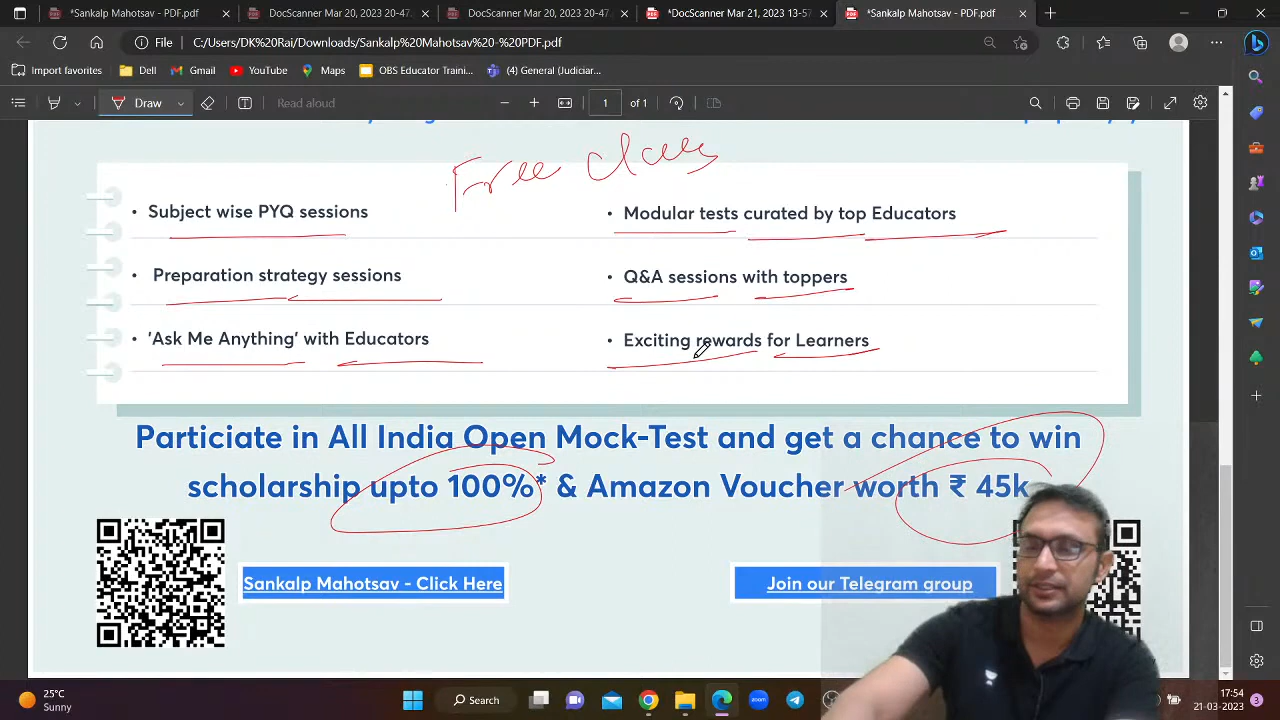 *Sankalp Mahotsav - PDF.pdf
DocScanner Mar 20, 2023 20-47
DocScanner Mar 20, 2023 20-47
*DocScanner Mar 21, 2023 13-57
*Sankalp Mahotsav - PDF.pdf
File C:/Users/DK%20Raj/Downloads/Sankalp%20Mahotsav%20-%20PDF.pdf
Import favorites Dell Gmail YouTube Maps OBS Educator Traini... (4) General (Judiciar...
Draw Read aloud 1 of 1
Free class
• Subject wise PYQ sessions
• Modular tests curated by top Educators
• Preparation strategy sessions
• Q&A sessions with toppers
• 'Ask Me Anything' with Educators
• Exciting rewards for Learners
Particiate in All India Open Mock-Test and get a chance to win
scholarship upto 100%* & Amazon Voucher worth ₹ 45k
Sankalp Mahotsav - Click Here
Join our Telegram group
25°C
Sunny
Search
zoom
17:54
21-03-2023
3